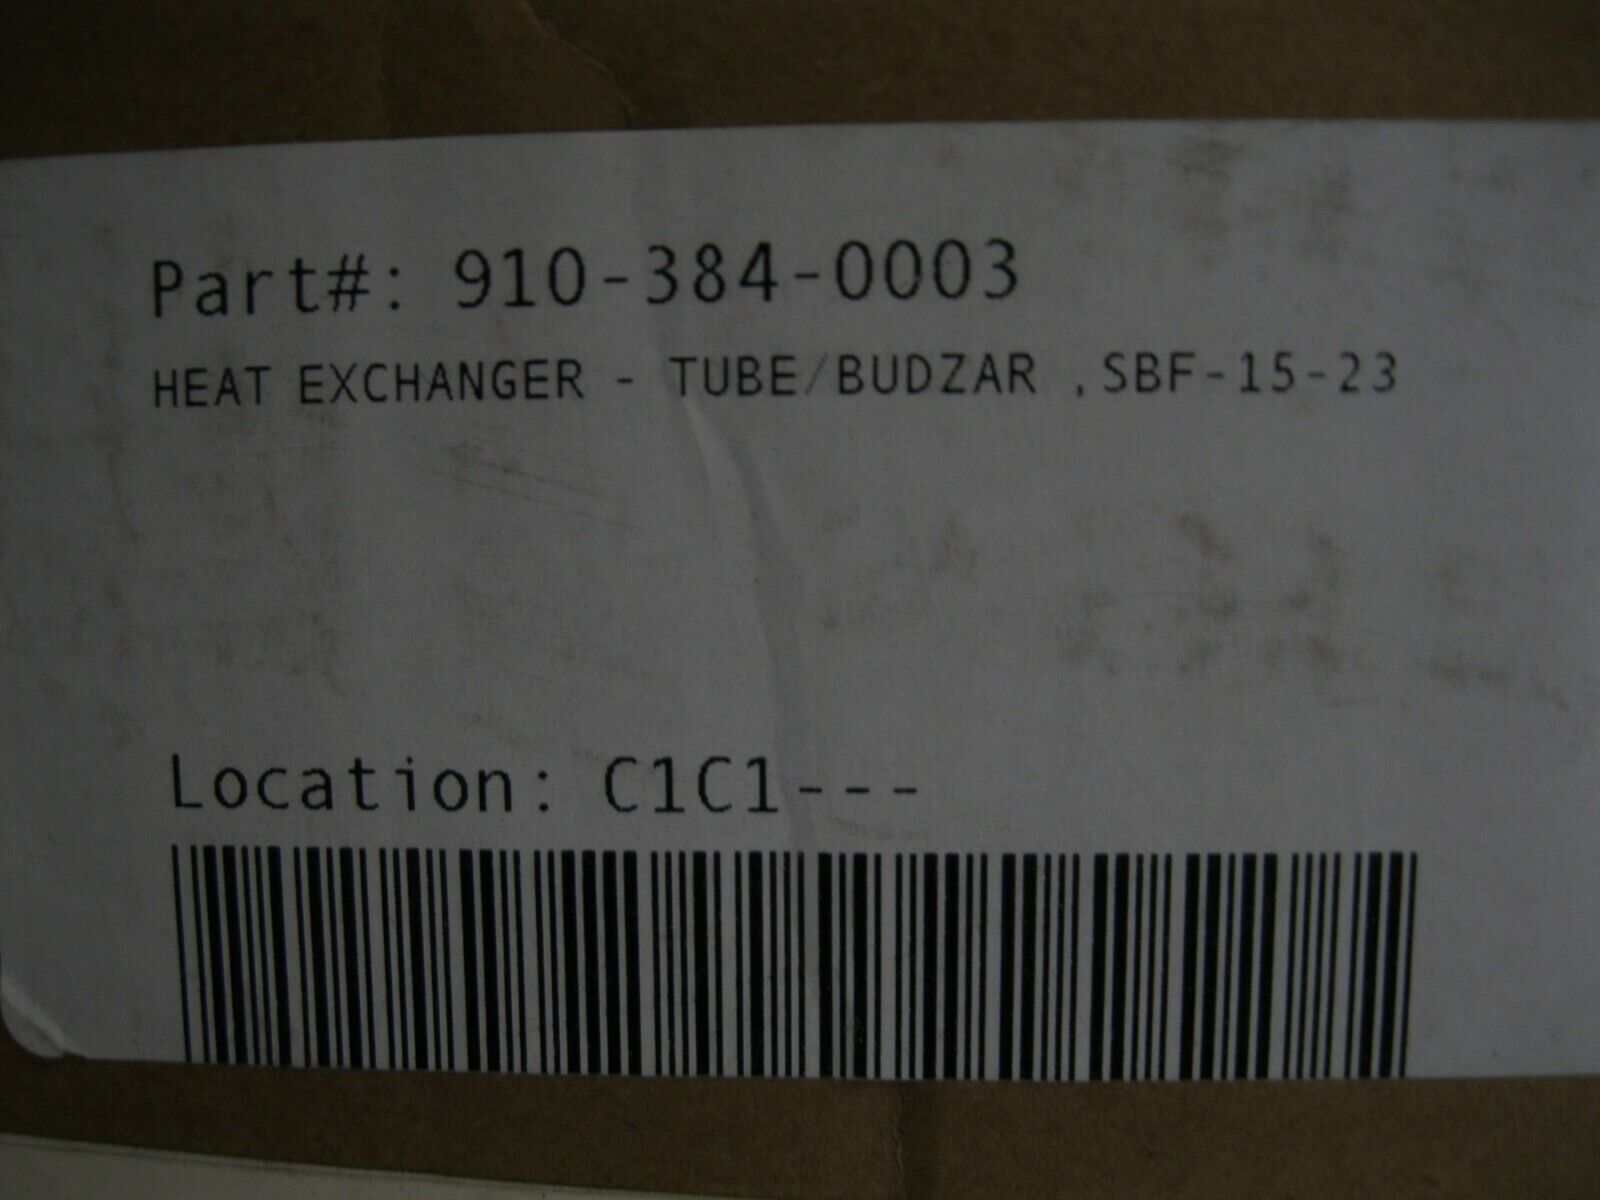 Part#: 910-384-0003
HEAT EXCHANGER - TUBE/BUDZAR ,SBF-15-23
Location: C1C1---